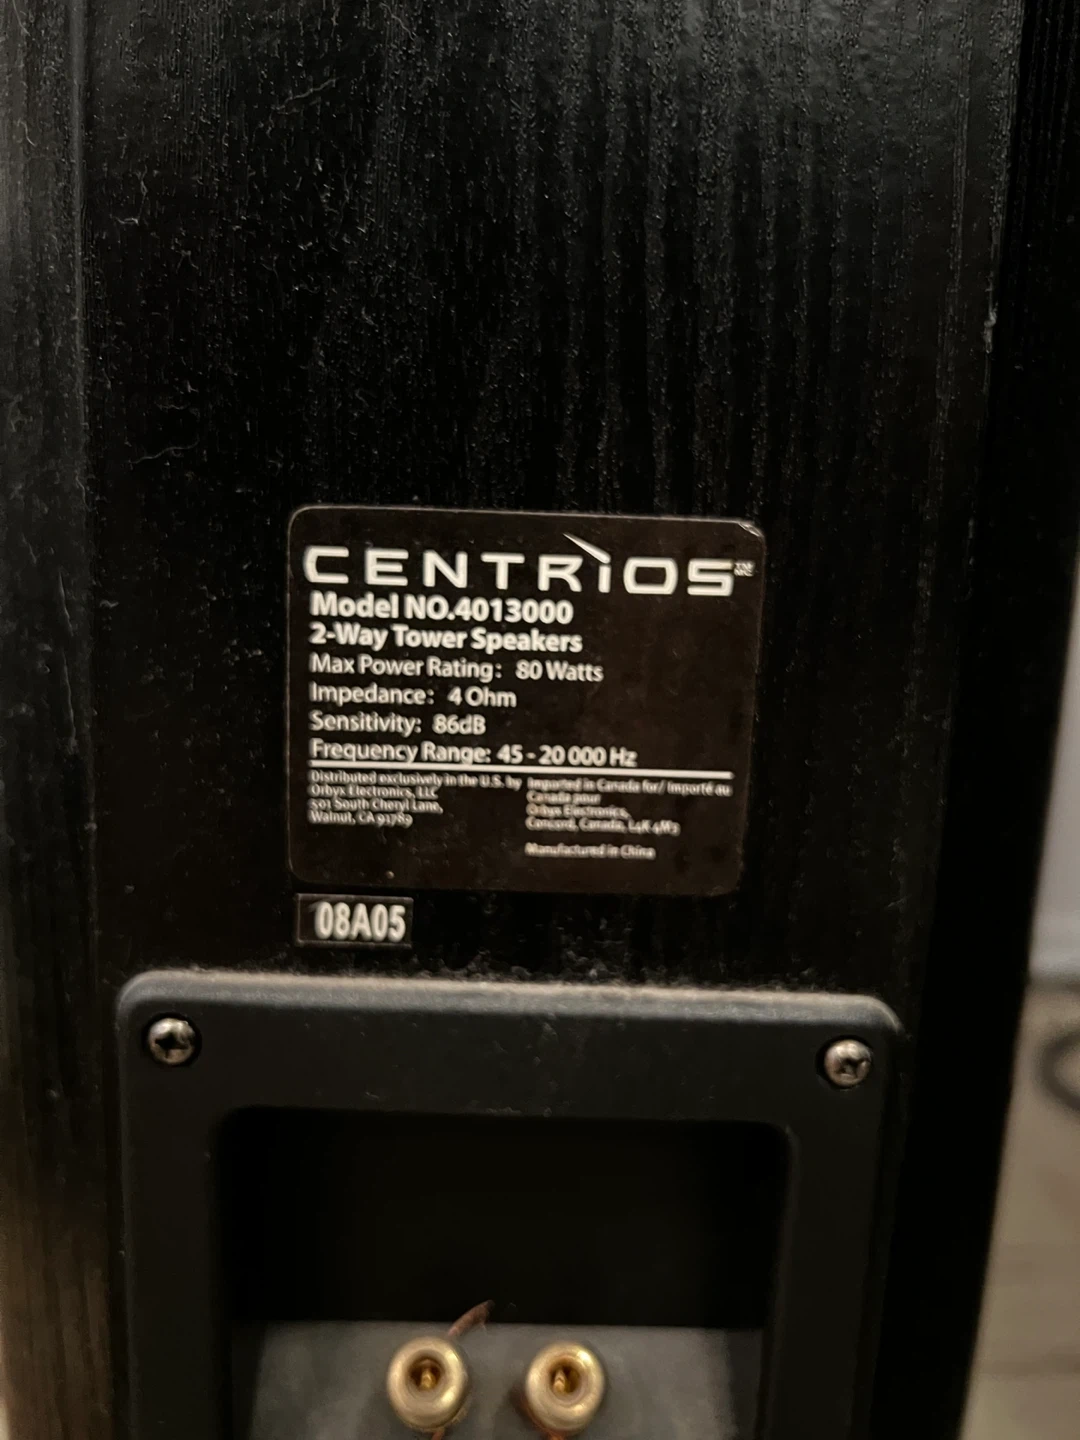 CENTRIOS™
MC
Model NO.4013000
2-Way Tower Speakers
Max Power Rating: 80 Watts
Impedance: 4 Ohm
Sensitivity: 86dB
Frequency Range: 45 - 20 000 Hz
Distributed exclusively in the U.S. by
Orbyx Electronics, LLC
501 South Cheryl Lane,
Walnut, CA 91789
Imported in Canada for/ Importé au
Canada pour
Orbyx Electronics,
Concord, Canada, L4K 4M3
Manufactured in China
08A05